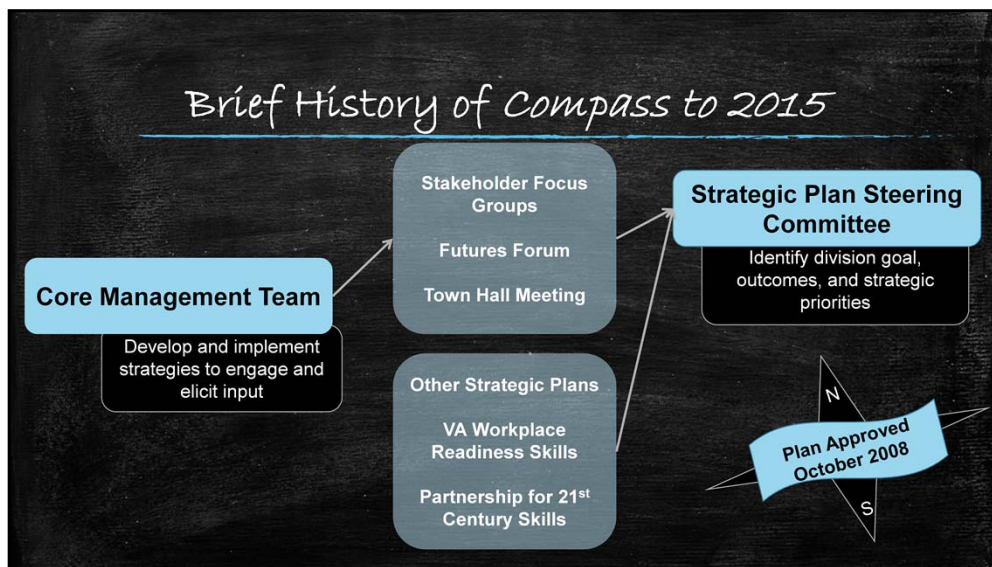 Brief History of Compass to 2015
Core Management Team
Develop and implement
strategies to engage and
elicit input
Stakeholder Focus
Groups
Futures Forum
Town Hall Meeting
Other Strategic Plans
VA Workplace
Readiness Skills
Partnership for 21st
Century Skills
Strategic Plan Steering
Committee
Identify division goal,
outcomes, and strategic
priorities
N
Plan Approved
October 2008
S